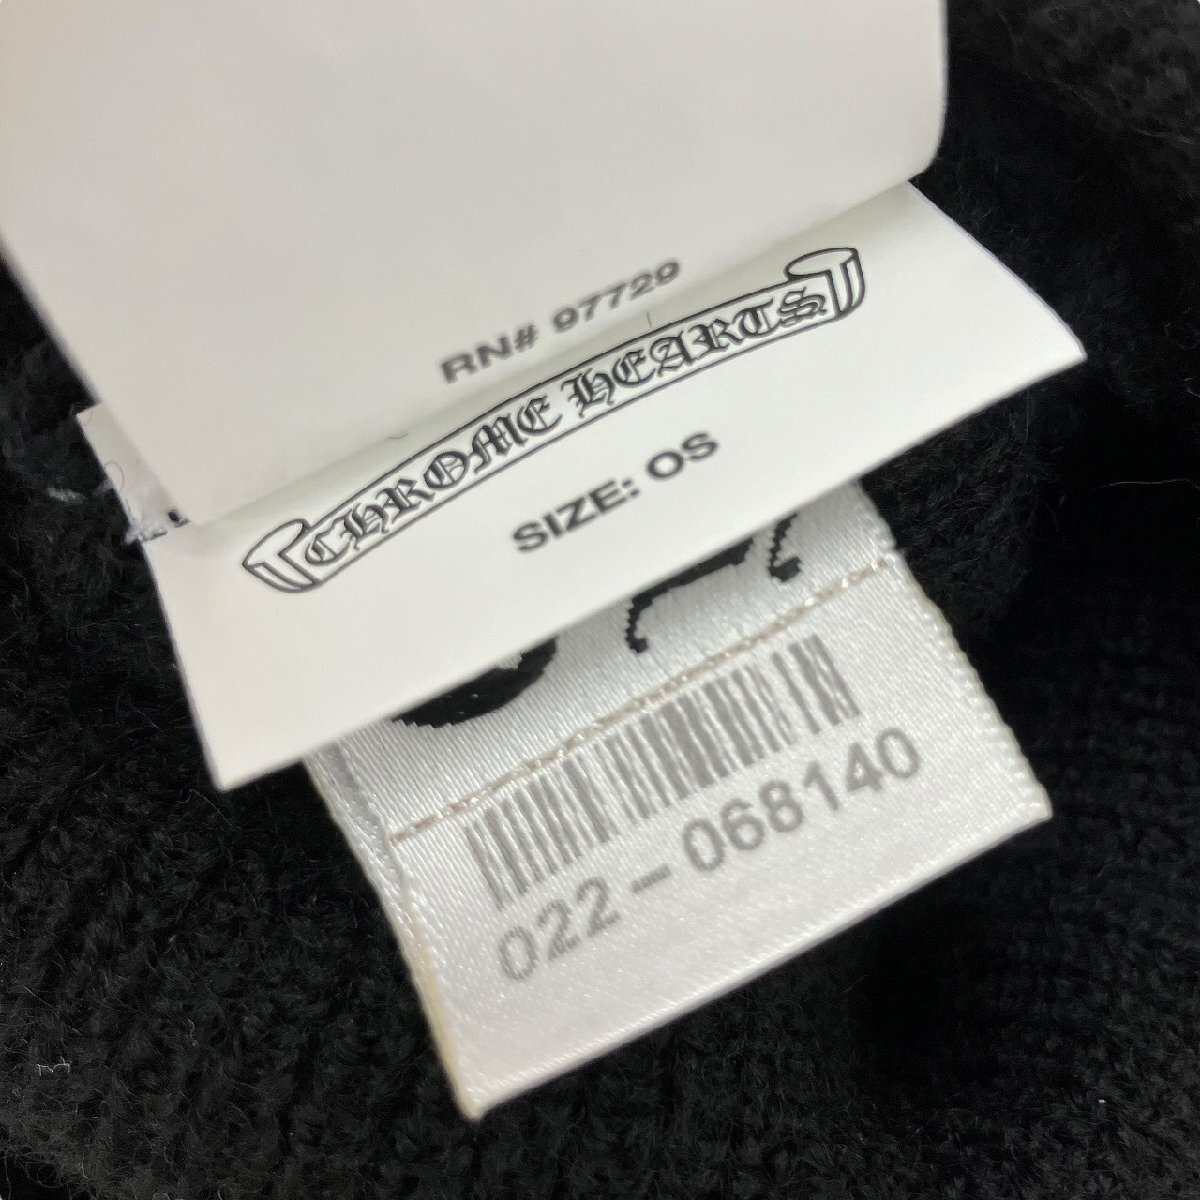 RN# 97729
CHROME HEARTS
SIZE: OS
022-068140